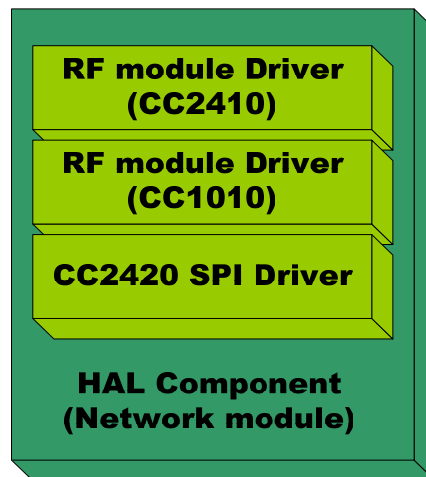 RF module Driver
(CC2410)
RF module Driver
(CC1010)
CC2420 SPI Driver
HAL Component
(Network module)